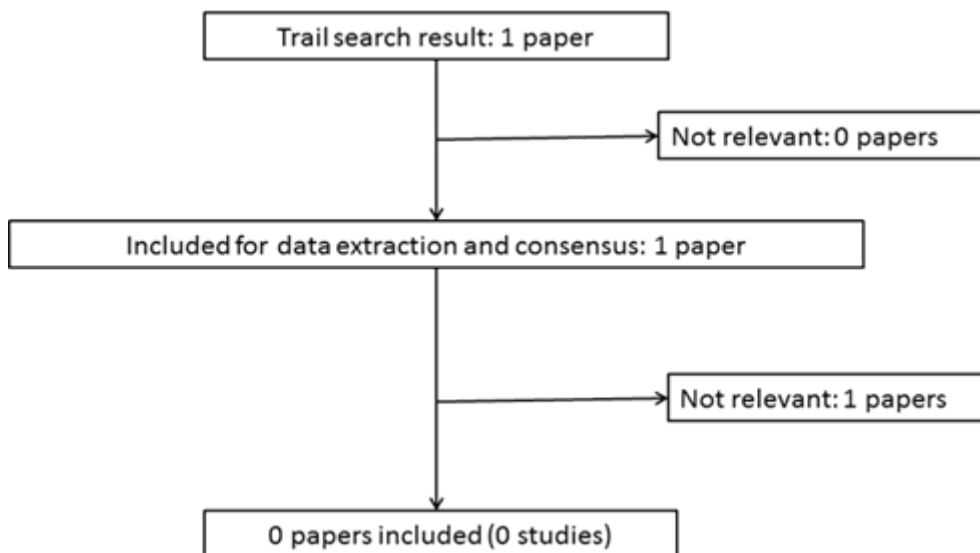 Trail search result: 1 paper
Not relevant: 0 papers
Included for data extraction and consensus: 1 paper
Not relevant: 1 papers
0 papers included (0 studies)